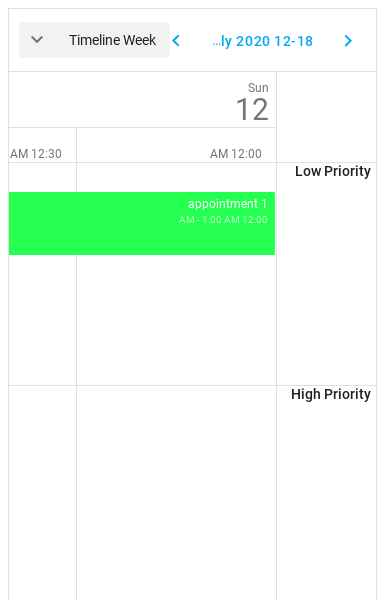 Timeline Week
...ly 2020 12-18
Sun
12
AM 12:30
AM 12:00
Low Priority
appointment 1
AM - 1:00 AM 12:00
High Priority